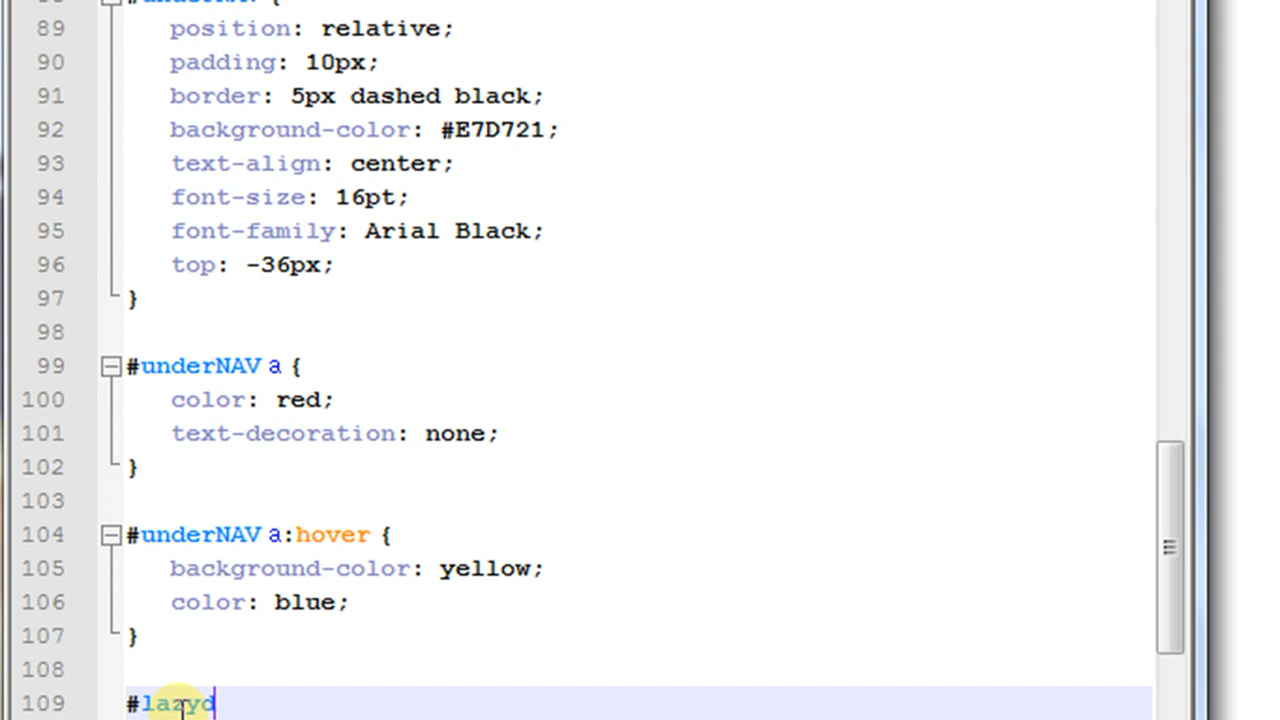 #underNAV {
89 position: relative;
90 padding: 10px;
91 border: 5px dashed black;
92 background-color: #E7D721;
93 text-align: center;
94 font-size: 16pt;
95 font-family: Arial Black;
96 top: -36px;
97 }
98
99 #underNAV a {
100 color: red;
101 text-decoration: none;
102 }
103
104 #underNAV a:hover {
105 background-color: yellow;
106 color: blue;
107 }
108
109 #lazyd